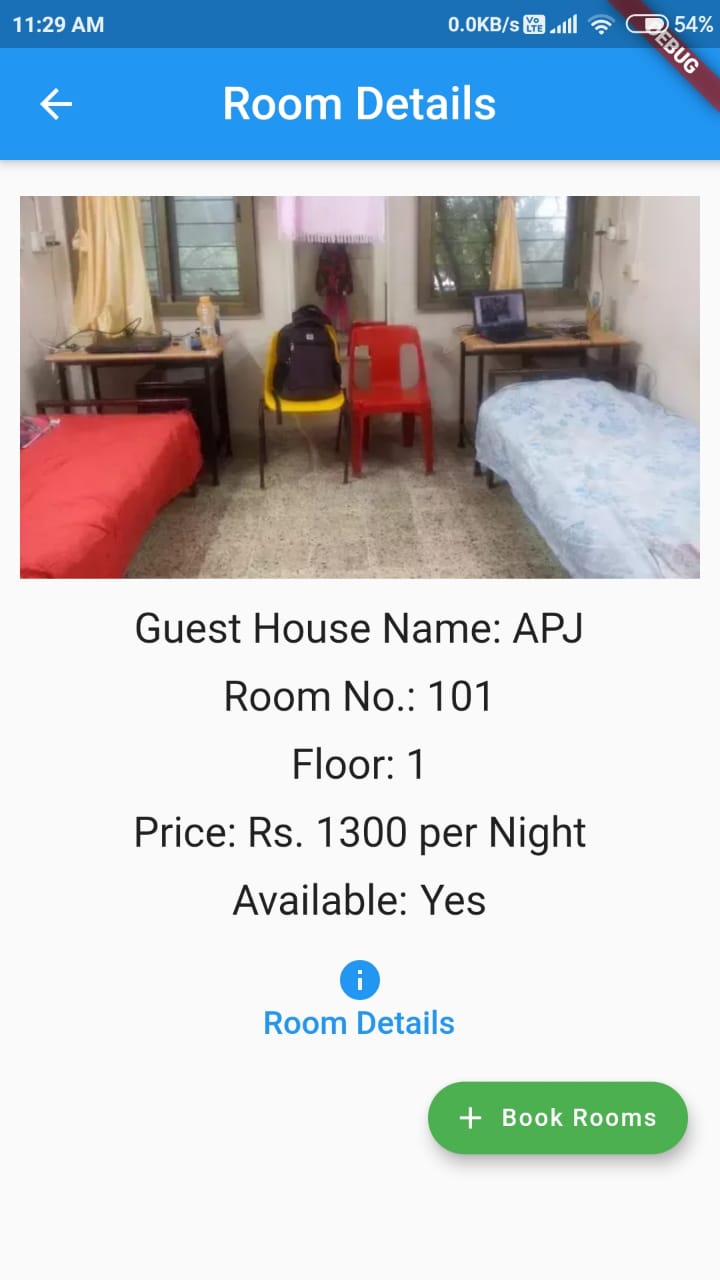 11:29 AM 0.0KB/s Vo LTE 54%
DEBUG
Room Details
Guest House Name: APJ
Room No.: 101
Floor: 1
Price: Rs. 1300 per Night
Available: Yes
i
Room Details
+ Book Rooms